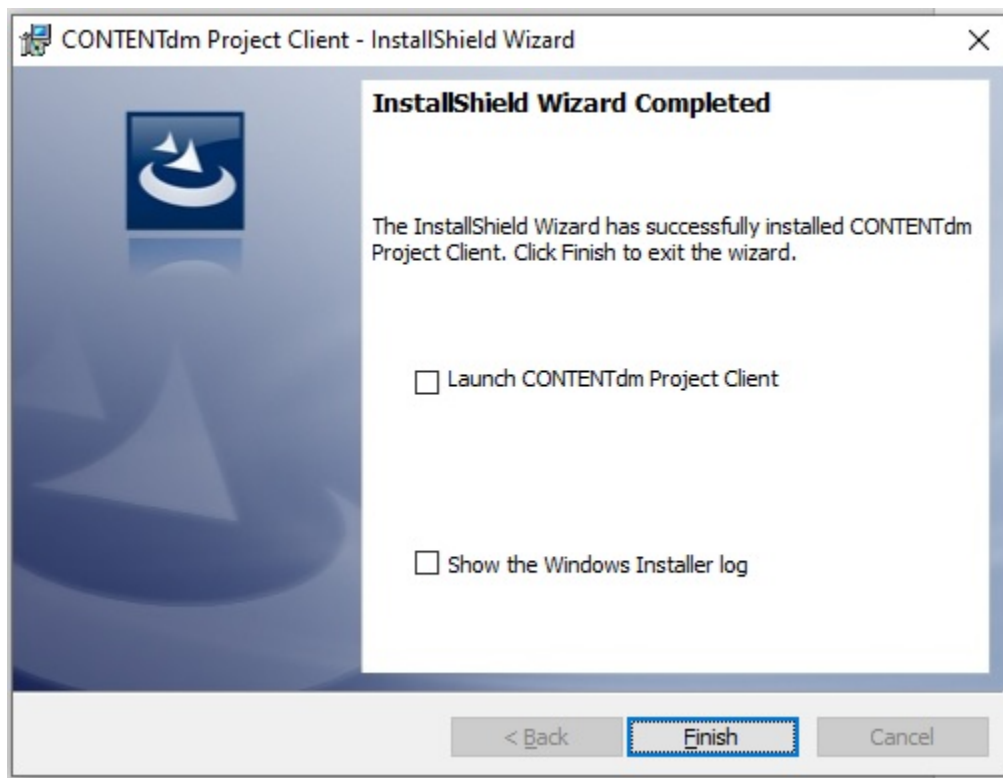 CONTENTdm Project Client - InstallShield Wizard
InstallShield Wizard Completed
The InstallShield Wizard has successfully installed CONTENTdm
Project Client. Click Finish to exit the wizard.
Launch CONTENTdm Project Client
Show the Windows Installer log
< Back
Finish
Cancel